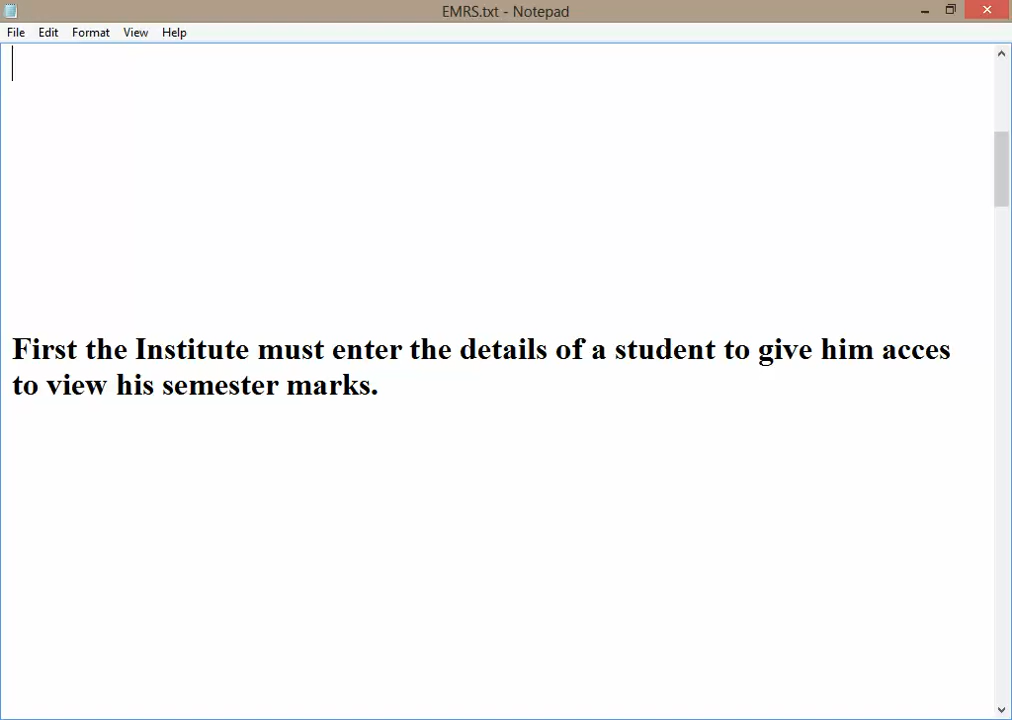 EMRS.txt - Notepad
File Edit Format View Help
First the Institute must enter the details of a student to give him acces
to view his semester marks.